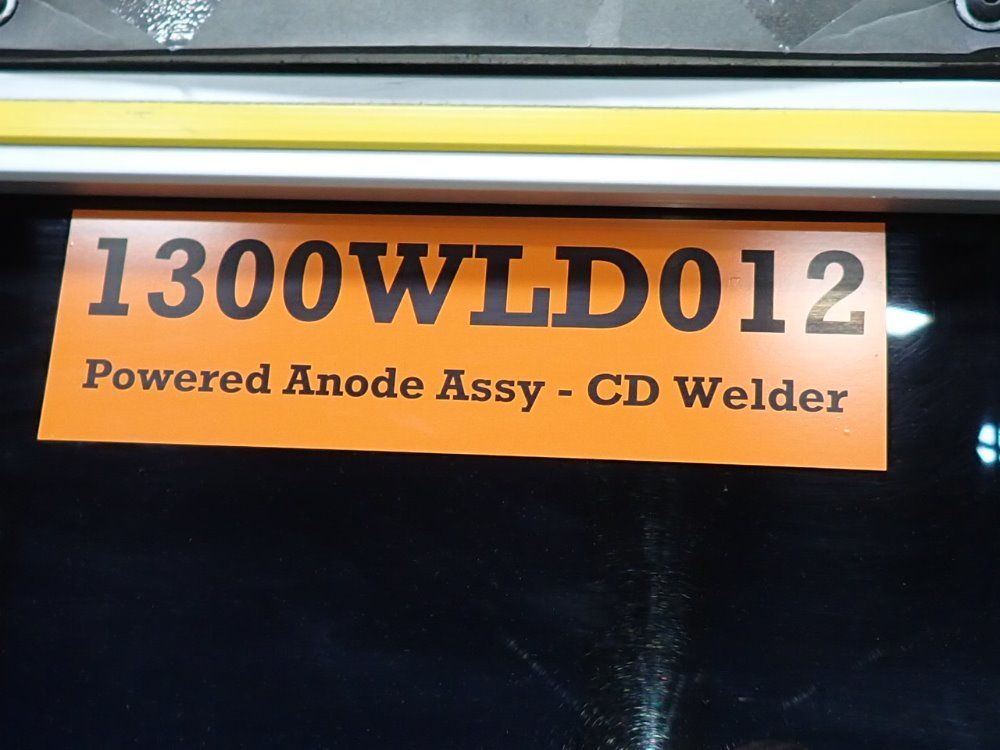 1300WLD012
Powered Anode Assy - CD Welder